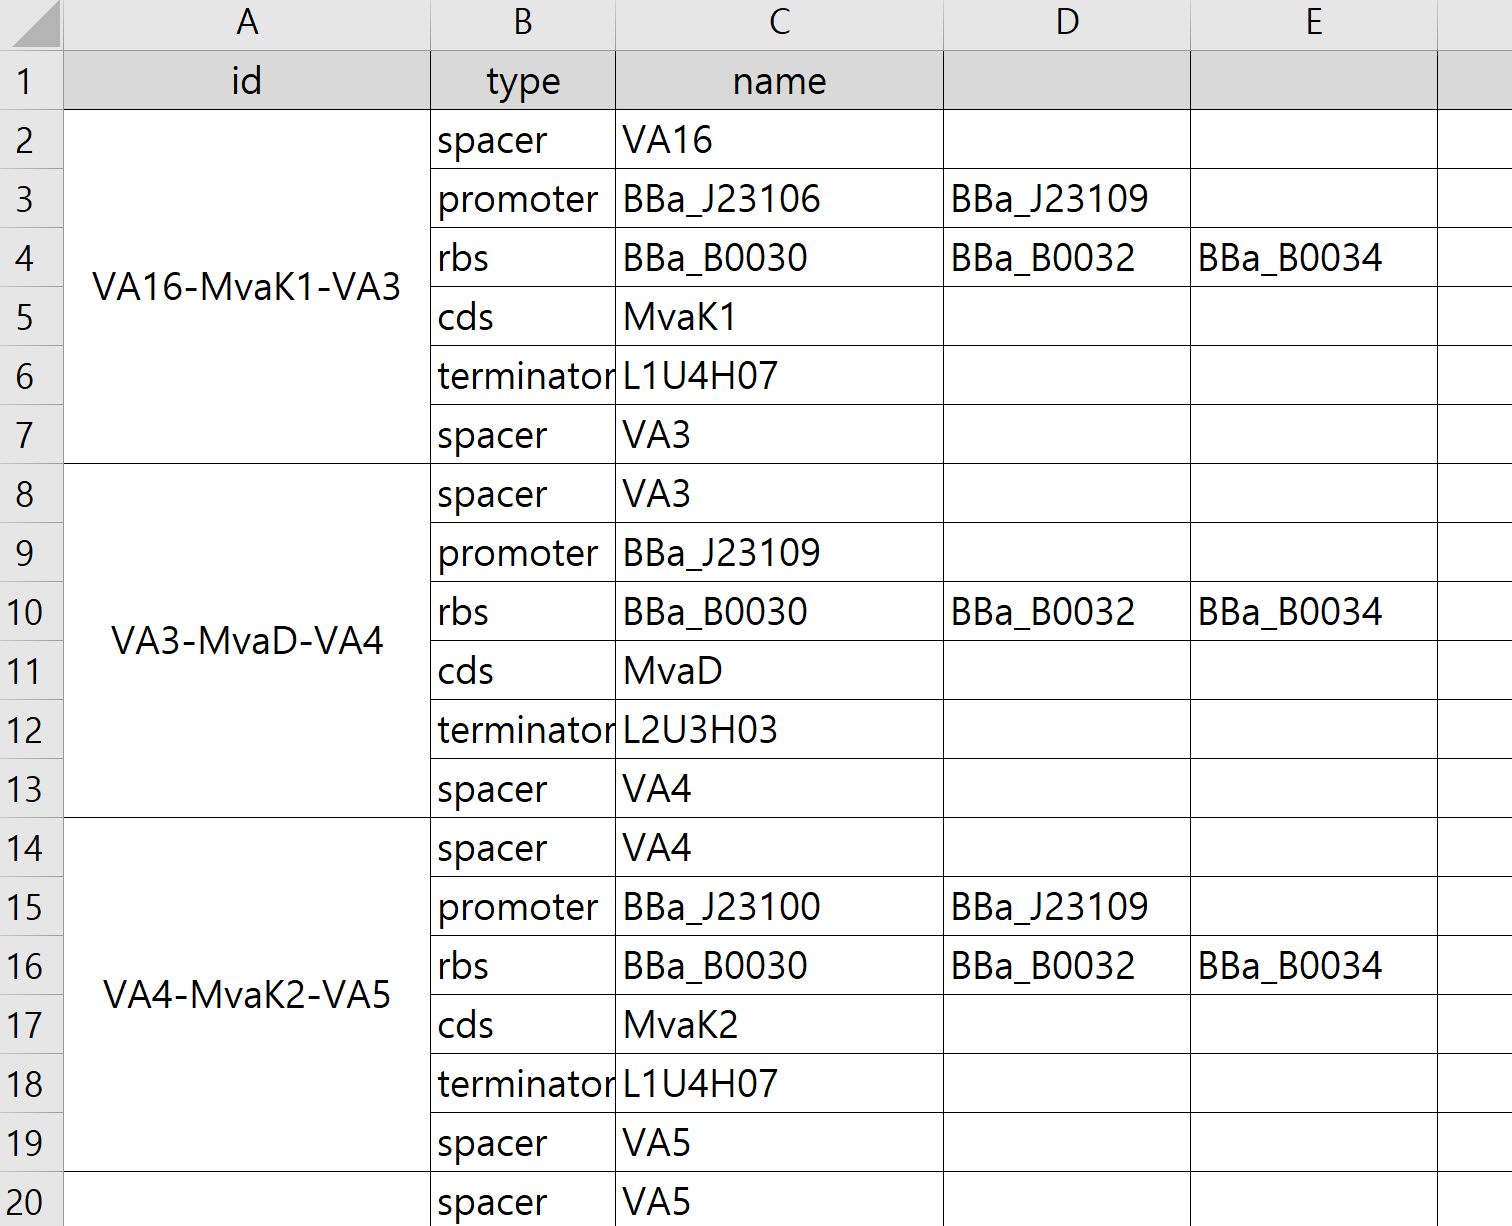 A B C D E
1 id type name
2 spacer VA16
3 promoter BBa_J23106 BBa_J23109
4 rbs BBa_B0030 BBa_B0032 BBa_B0034
VA16-MvaK1-VA3
5 cds MvaK1
6 terminator L1U4H07
7 spacer VA3
8 spacer VA3
9 promoter BBa_J23109
10 rbs BBa_B0030 BBa_B0032 BBa_B0034
VA3-MvaD-VA4
11 cds MvaD
12 terminator L2U3H03
13 spacer VA4
14 spacer VA4
15 promoter BBa_J23100 BBa_J23109
16 rbs BBa_B0030 BBa_B0032 BBa_B0034
VA4-MvaK2-VA5
17 cds MvaK2
18 terminator L1U4H07
19 spacer VA5
20 spacer VA5